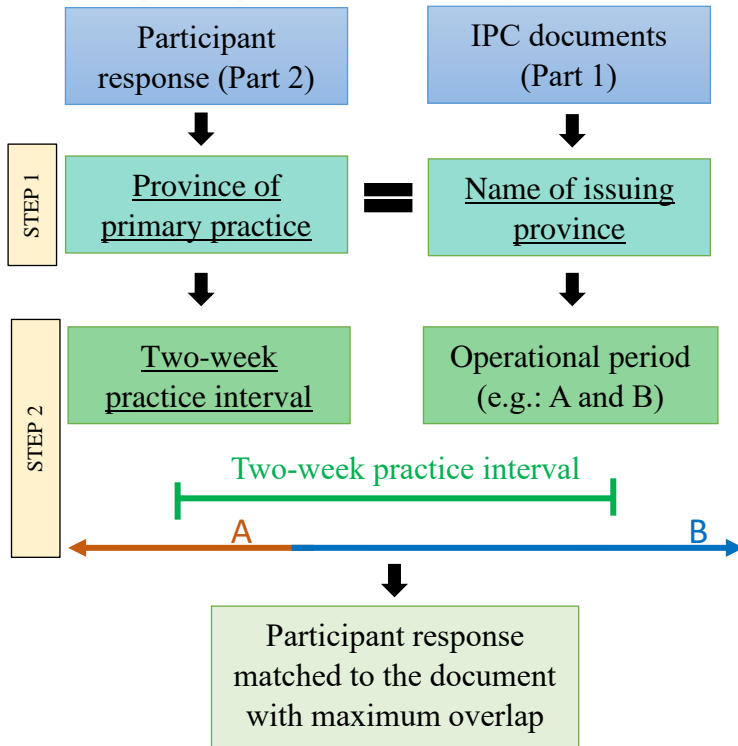 Participant
response (Part 2)
IPC documents
(Part 1)
STEP 1
Province of
primary practice
=
Name of issuing
province
STEP 2
Two-week
practice interval
Operational period
(e.g.: A and B)
Two-week practice interval
A
B
Participant response
matched to the document
with maximum overlap